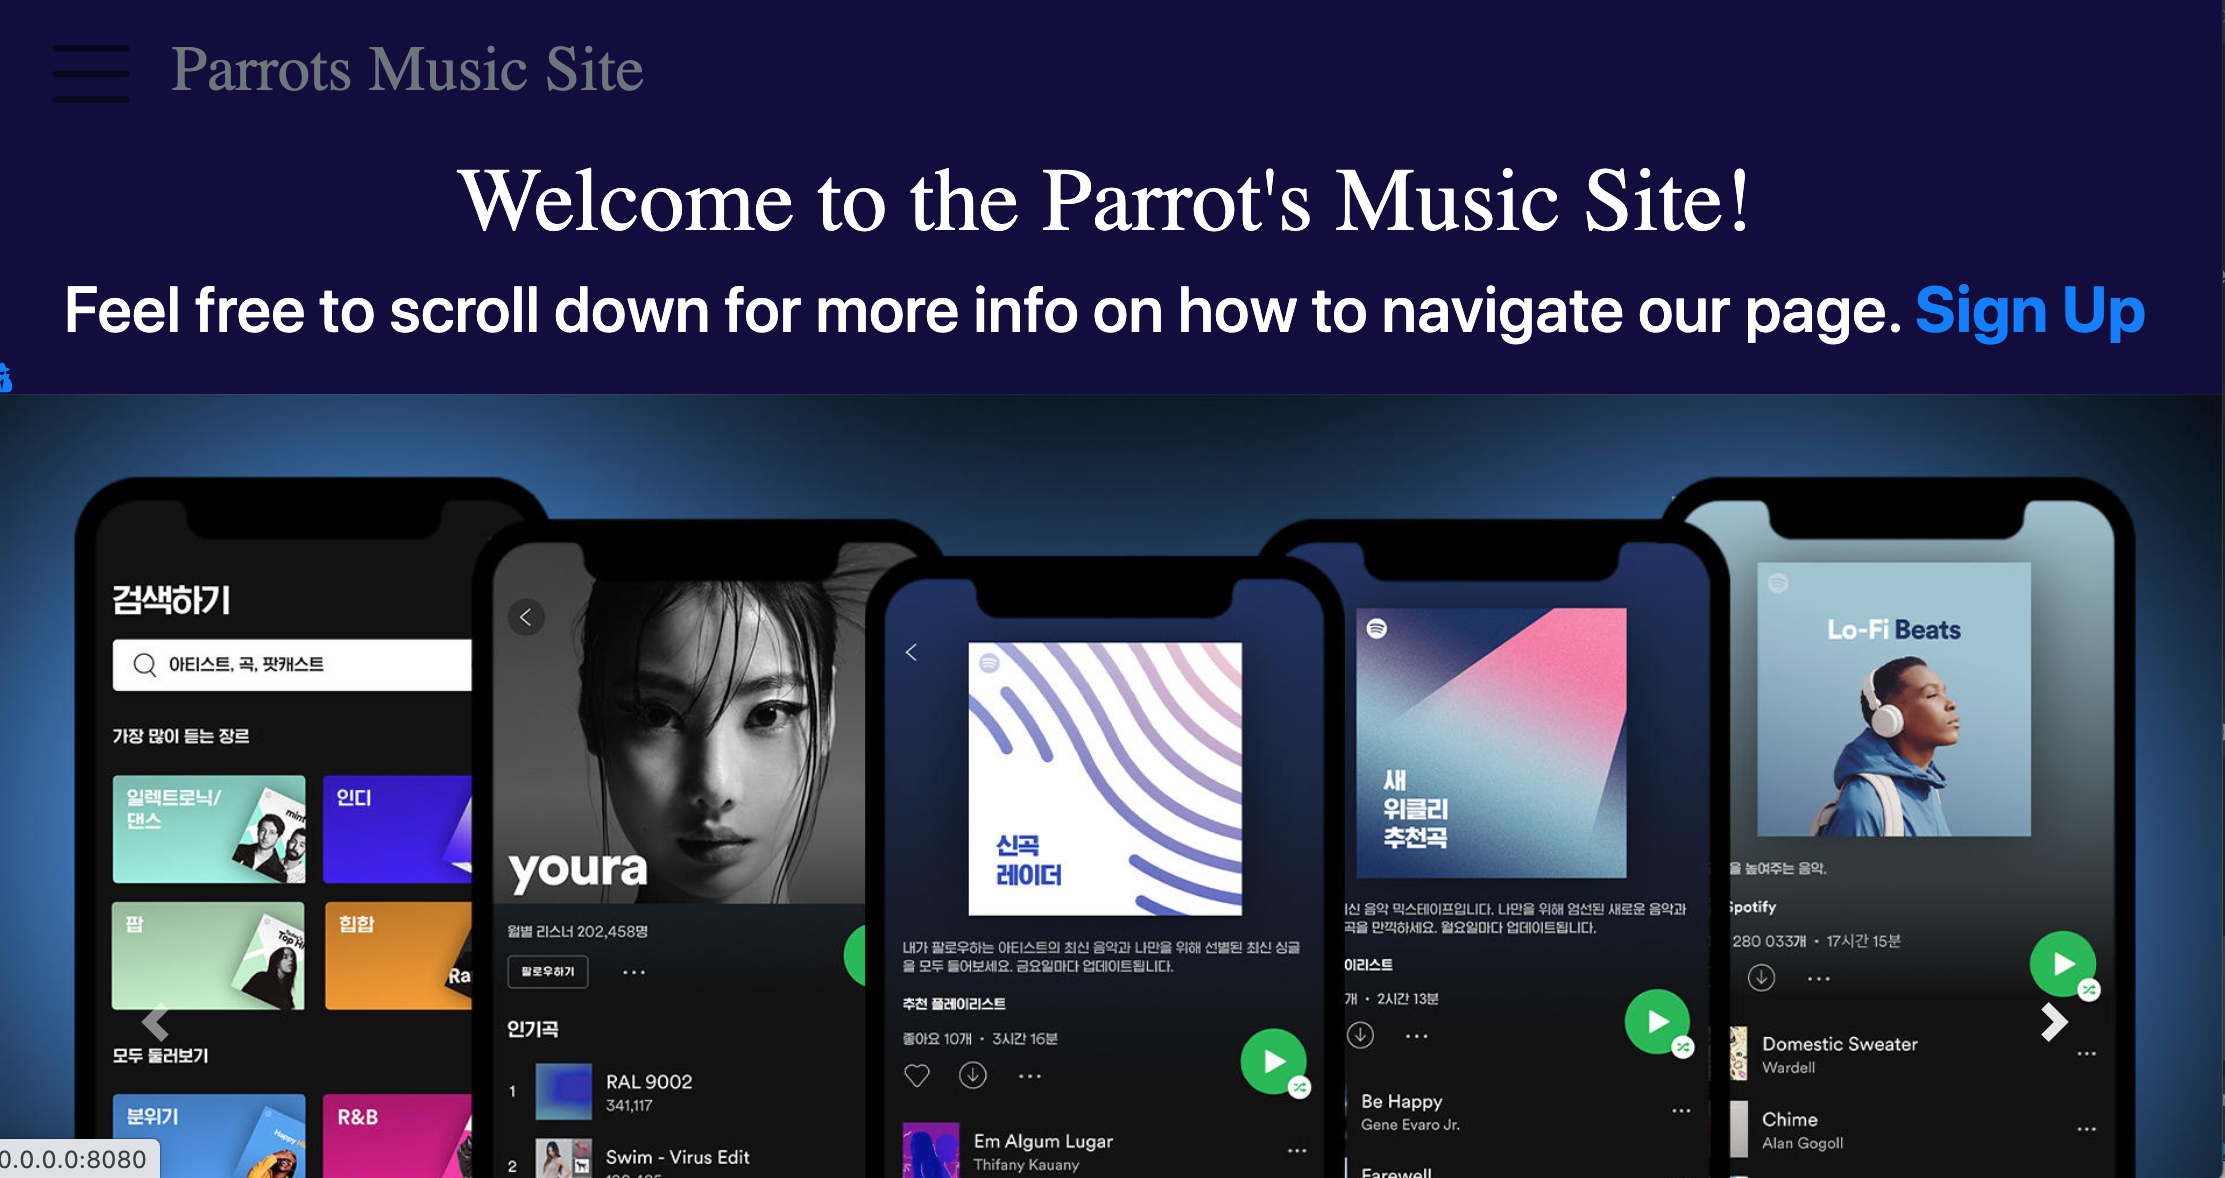 Parrots Music Site
Welcome to the Parrot's Music Site!
Feel free to scroll down for more info on how to navigate our page. Sign Up
검색하기
아티스트, 곡, 팟캐스트
가장 많이 듣는 장르
일렉트로닉/
댄스
mint
인디
팝
Top Hi
힙합
Ra
모두 둘러보기
분위기
Happy
R&B
youra
월별 리스너 202,458명
팔로우하기
인기곡
1
RAL 9002
341,117
2
Swim - Virus Edit
신곡
레이더
내가 팔로우하는 아티스트의 최신 음악과 나만을 위해 선별된 최신 싱글
을 모두 들어보세요. 금요일마다 업데이트됩니다.
추천 플레이리스트
좋아요 10개 • 3시간 16분
Em Algum Lugar
Thifany Kauany
새
위클리
추천곡
신 음악 믹스테이프입니다. 나만을 위해 엄선된 새로운 음악과
곡을 만끽하세요. 월요일마다 업데이트됩니다.
이리스트
개 • 2시간 13분
Be Happy
Gene Evaro Jr.
Farewell
Lo-Fi Beats
을 높여주는 음악.
Spotify
280 033개 • 17시간 15분
Domestic Sweater
Wardell
Chime
Alan Gogoll
0.0.0.0:8080